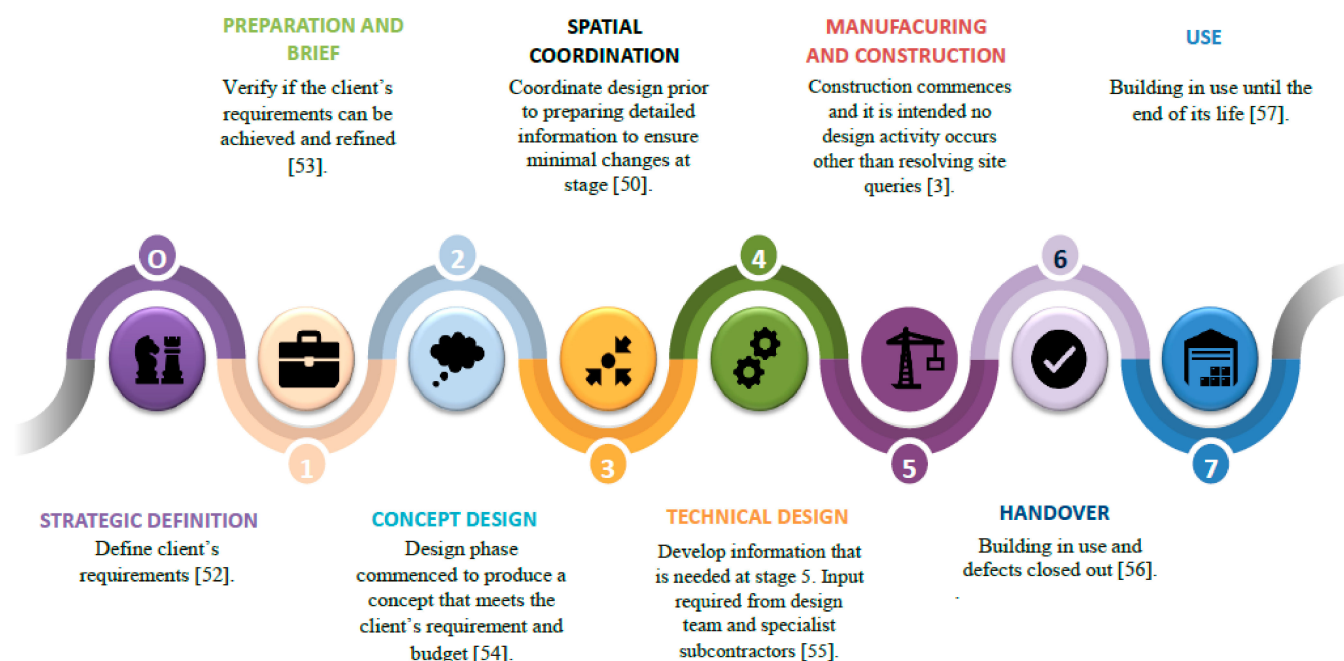 PREPARATION AND
BRIEF
Verify if the client's
requirements can be
achieved and refined
[53].
SPATIAL
COORDINATION
Coordinate design prior
to preparing detailed
information to ensure
minimal changes at
stage [50].
MANUFACURING
AND CONSTRUCTION
Construction commences
and it is intended no
design activity occurs
other than resolving site
queries [3].
USE
Building in use until the
end of its life [57].
0
2
4
6
1
3
5
7
STRATEGIC DEFINITION
Define client's
requirements [52].
CONCEPT DESIGN
Design phase
commenced to produce a
concept that meets the
client's requirement and
budget [54].
TECHNICAL DESIGN
Develop information that
is needed at stage 5. Input
required from design
team and specialist
subcontractors [55].
HANDOVER
Building in use and
defects closed out [56].
.